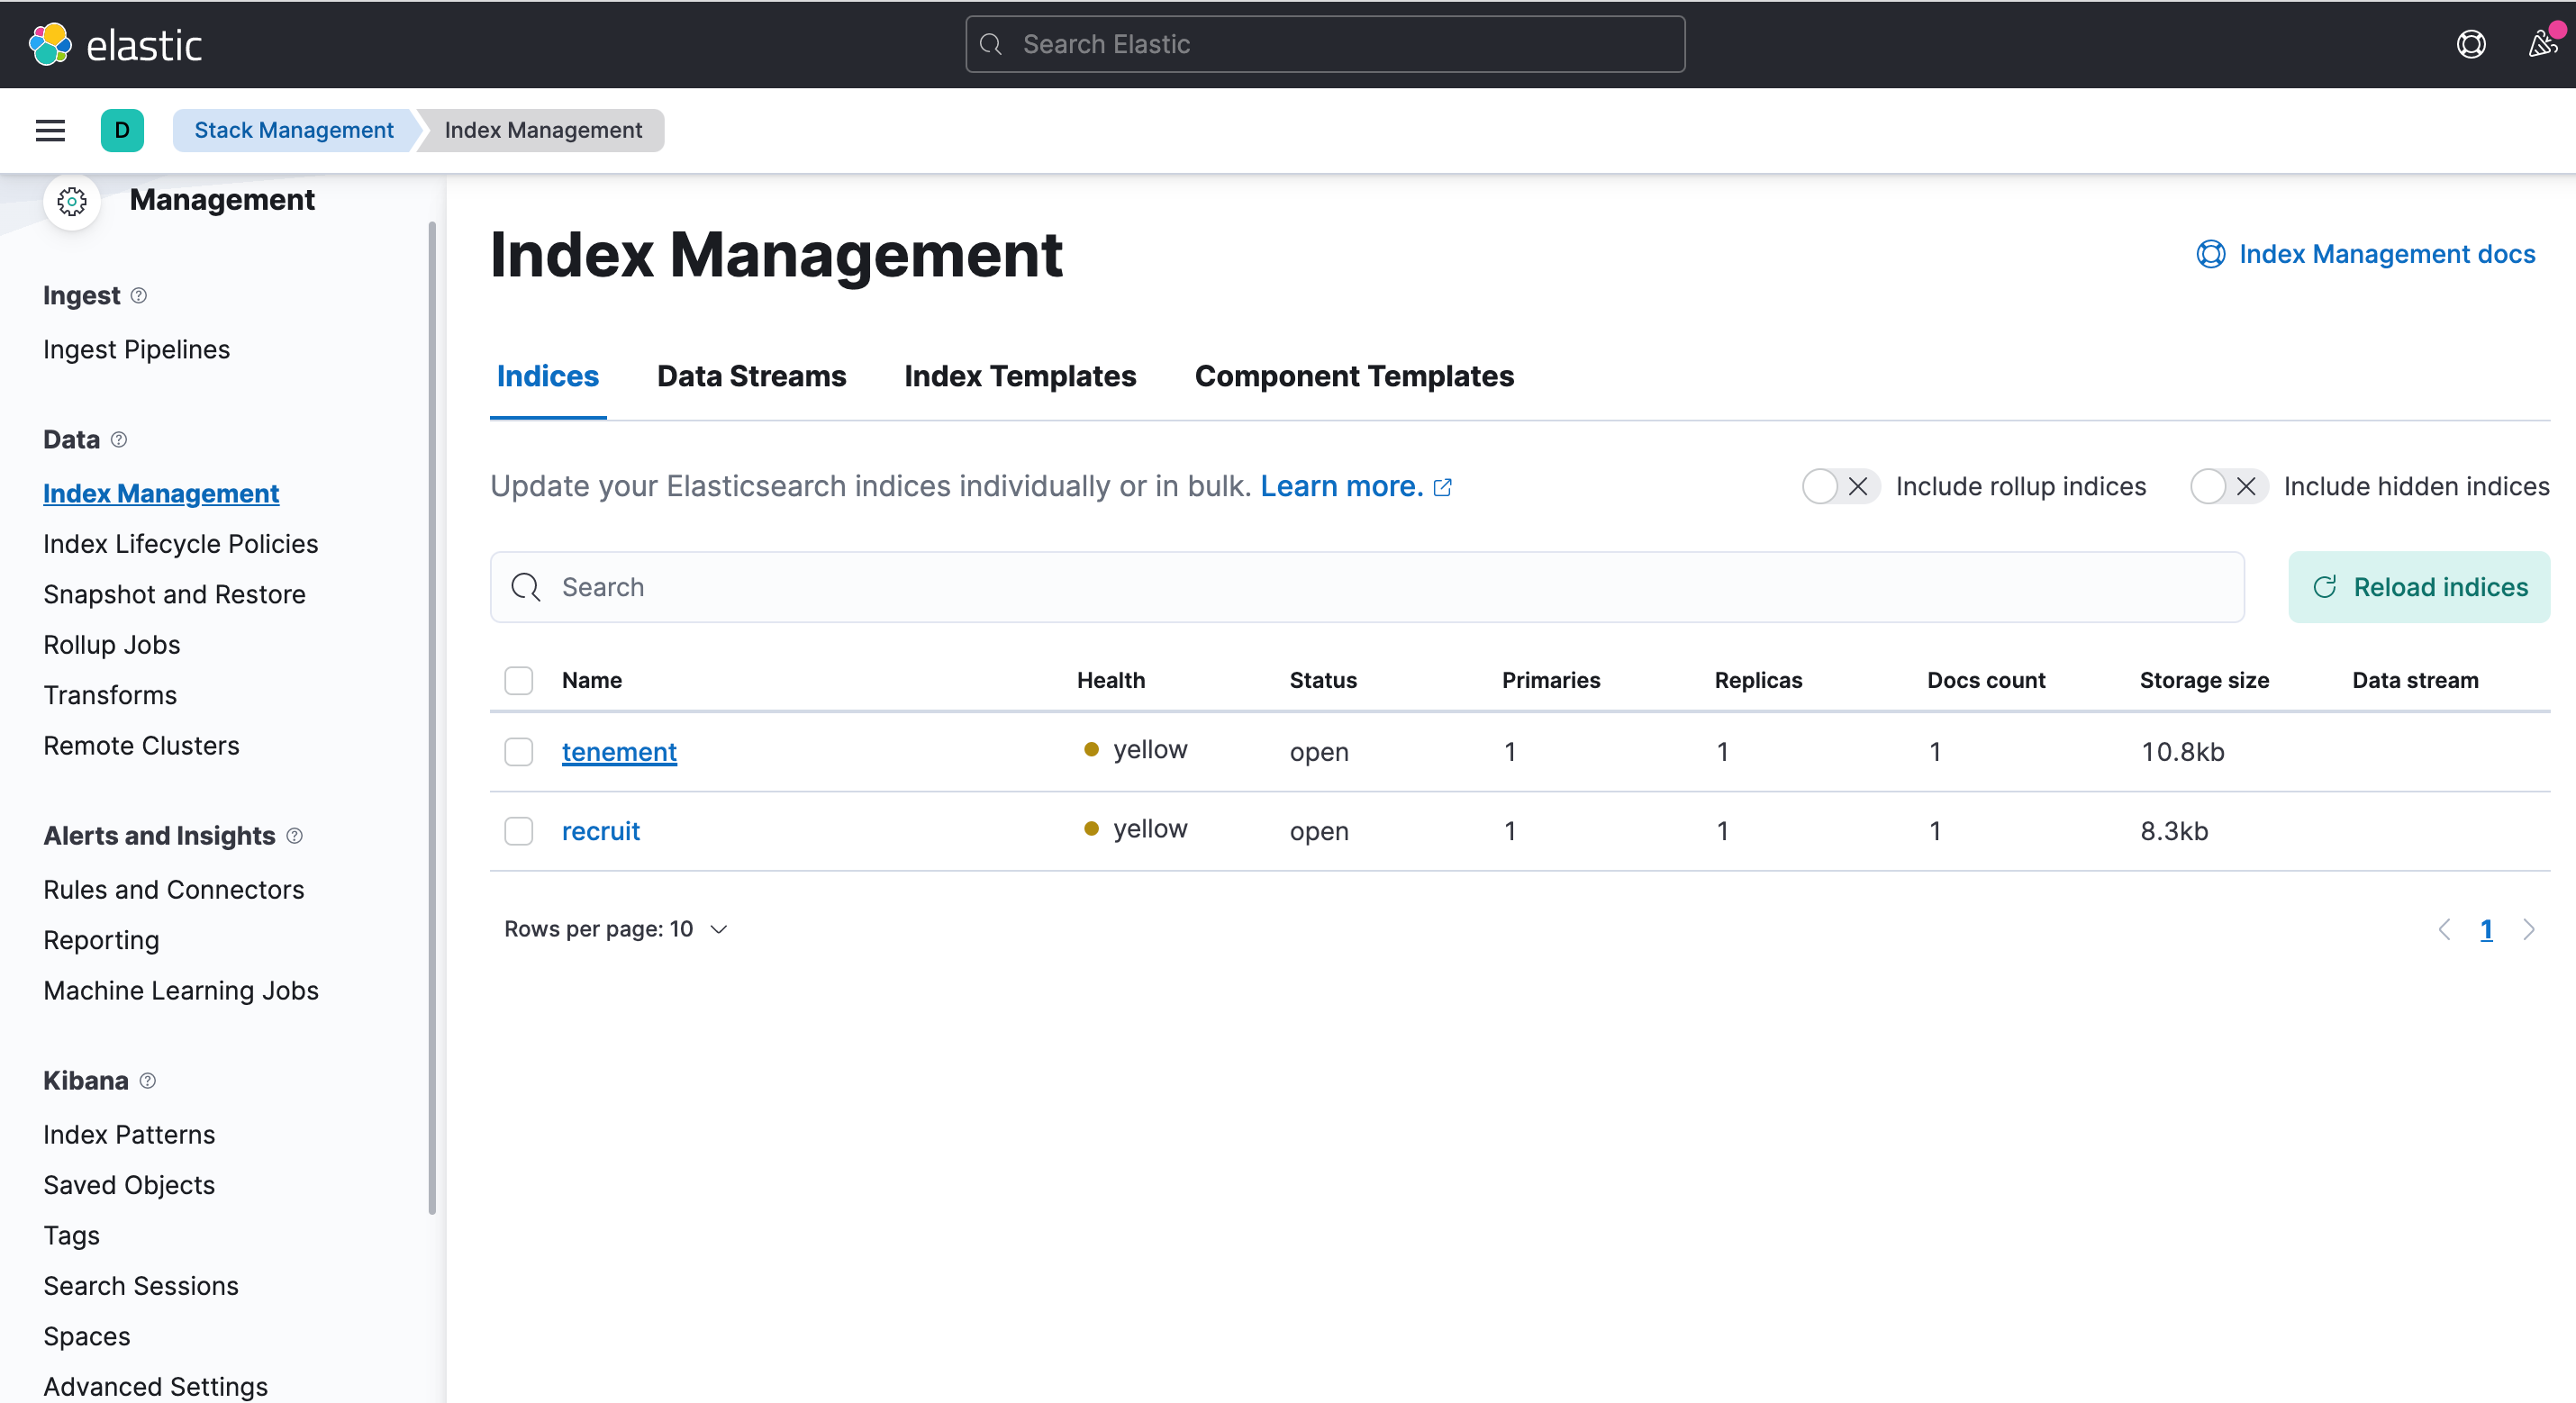 elastic
Search Elastic
D
Stack Management
Index Management
Management
Ingest
Ingest Pipelines
Data
Index Management
Index Lifecycle Policies
Snapshot and Restore
Rollup Jobs
Transforms
Remote Clusters
Alerts and Insights
Rules and Connectors
Reporting
Machine Learning Jobs
Kibana
Index Patterns
Saved Objects
Tags
Search Sessions
Spaces
Advanced Settings
Index Management
Index Management docs
Indices Data Streams Index Templates Component Templates
Update your Elasticsearch indices individually or in bulk. Learn more.
Include rollup indices Include hidden indices
Search
Reload indices
Name Health Status Primaries Replicas Docs count Storage size Data stream
tenement yellow open 1 1 1 10.8kb
recruit yellow open 1 1 1 8.3kb
Rows per page: 10
1